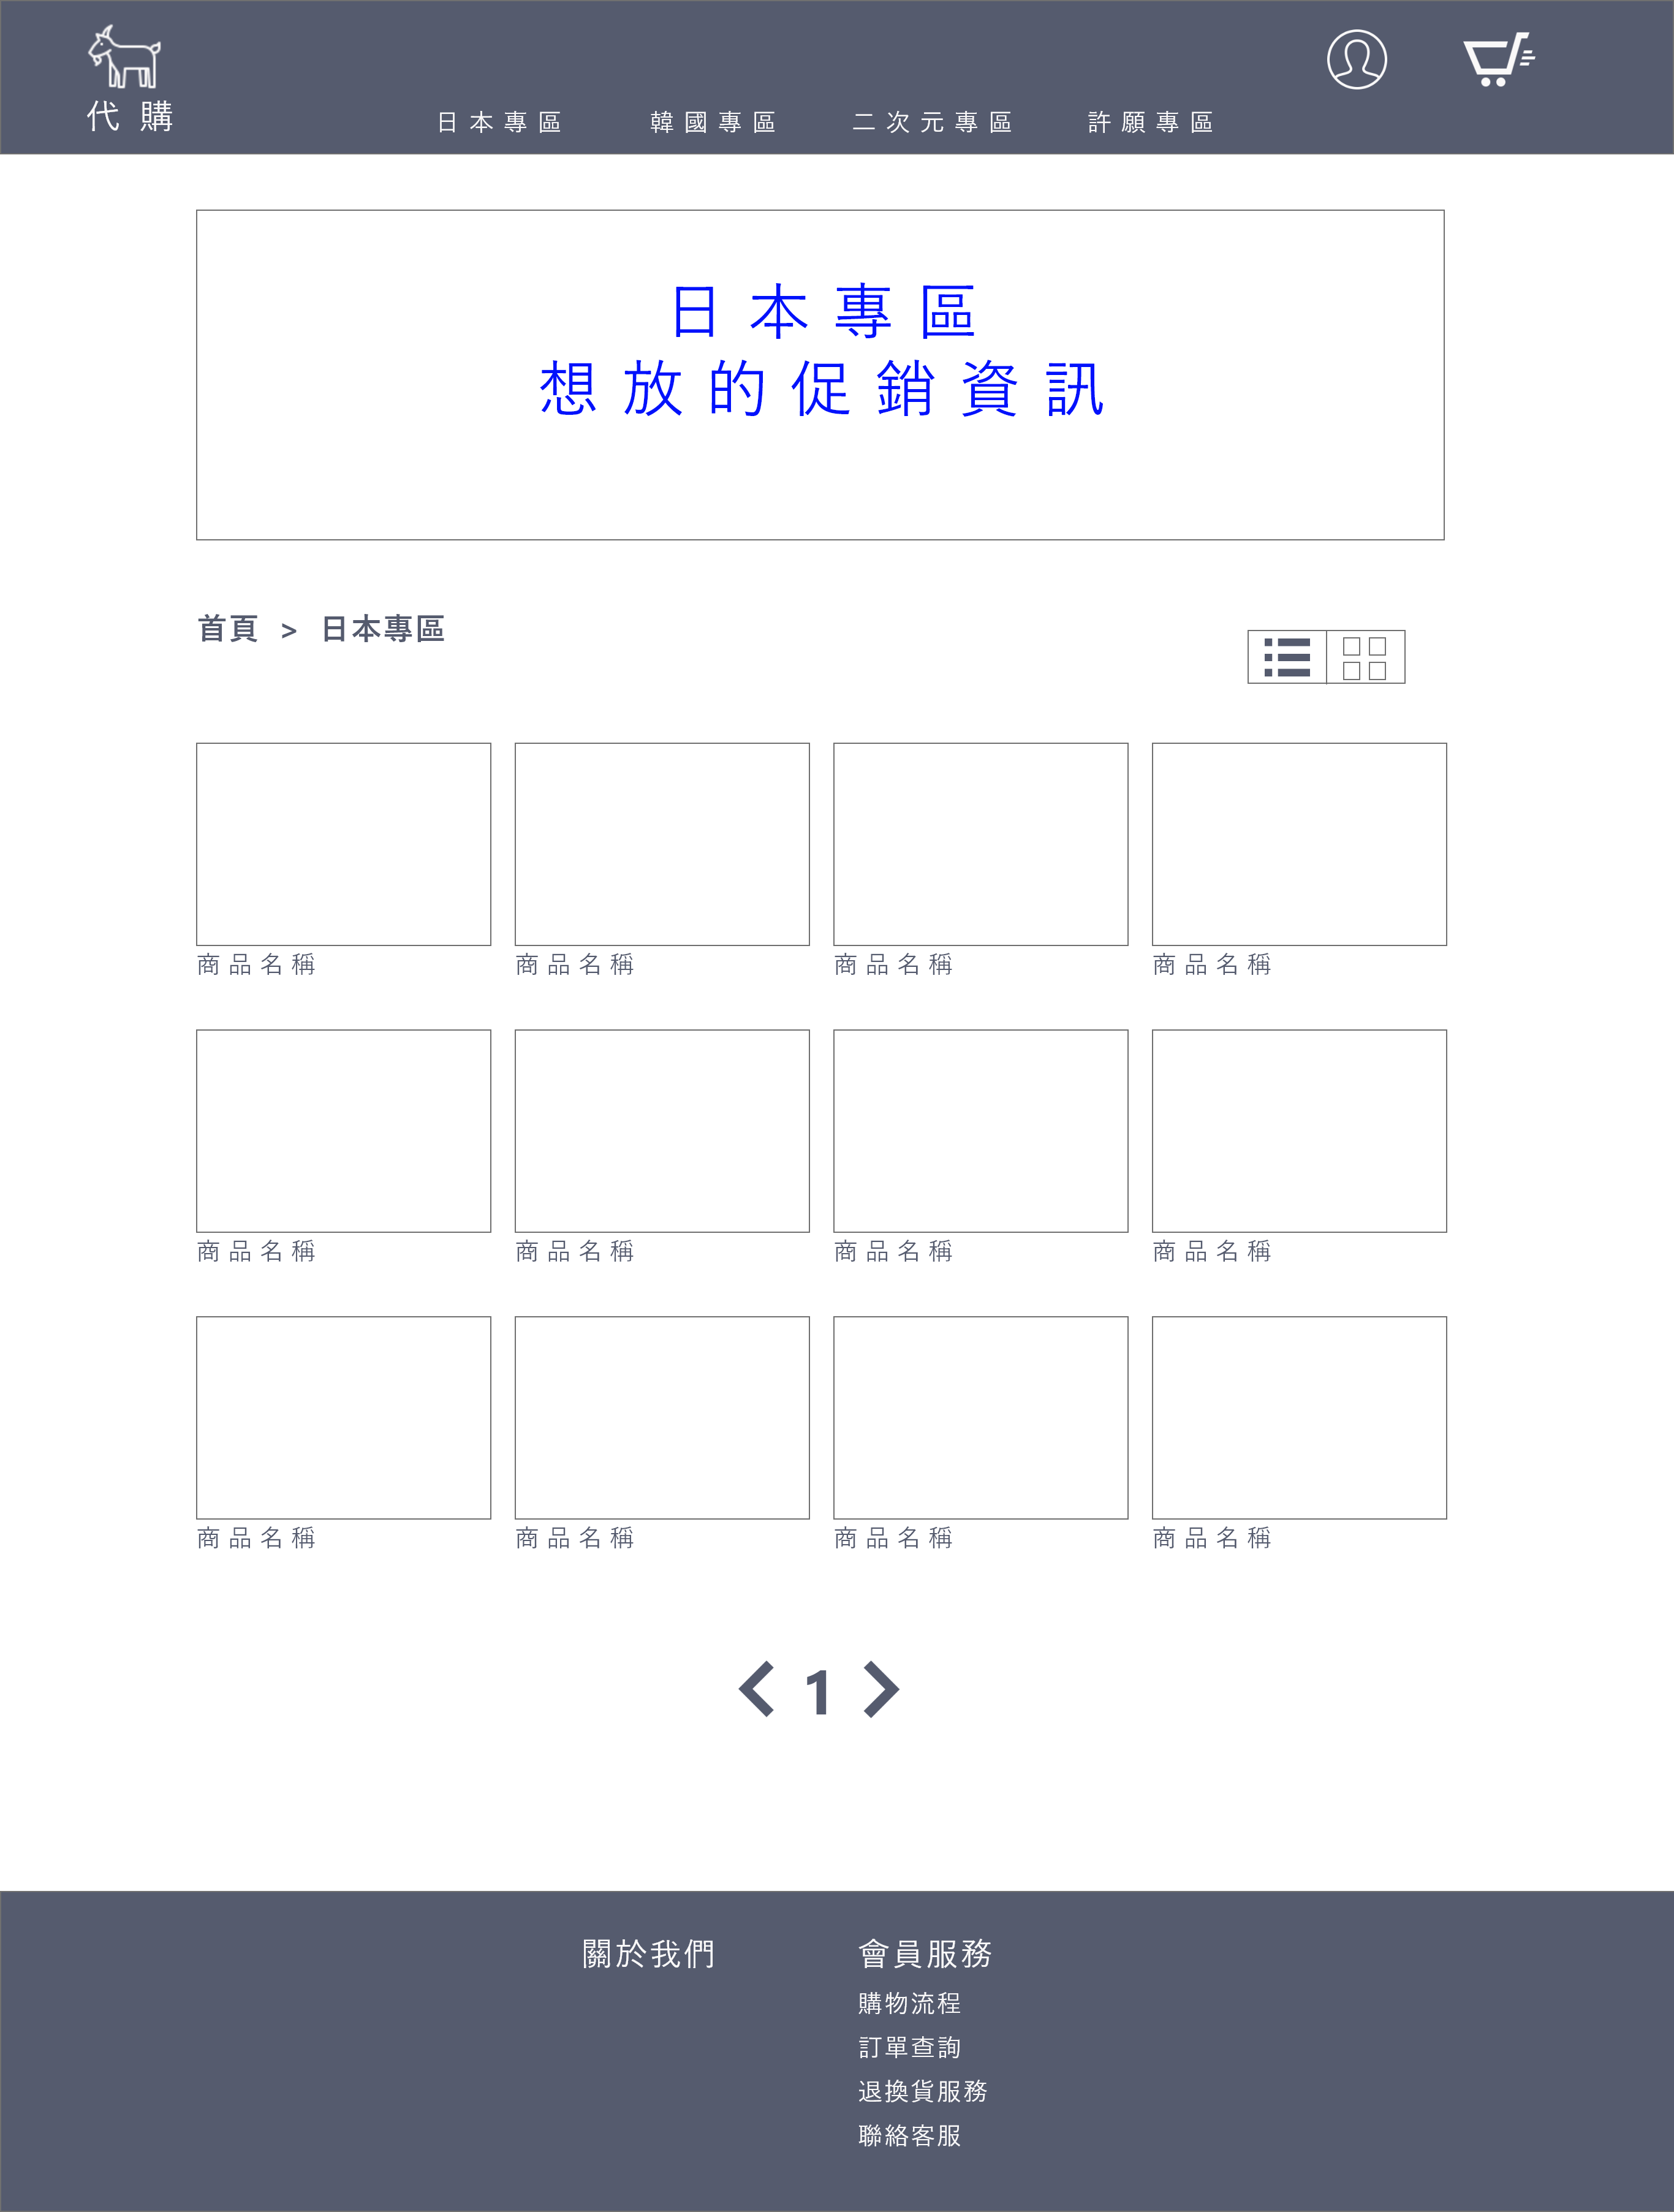 代購
日本專區 韓國專區 二次元專區 許願專區
日本專區
想放的促銷資訊
首頁 > 日本專區
商品名稱 商品名稱 商品名稱 商品名稱
商品名稱 商品名稱 商品名稱 商品名稱
商品名稱 商品名稱 商品名稱 商品名稱
1
關於我們
會員服務
購物流程
訂單查詢
退換貨服務
聯絡客服